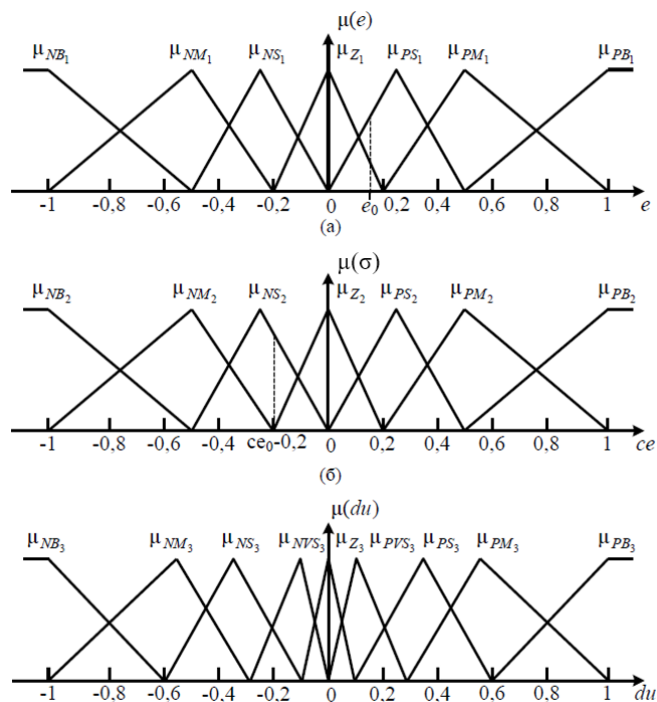 μ(e)
μNB₁ μNM₁ μNS₁ μZ₁ μPS₁ μPM₁ μPB₁
-1 -0,8 -0,6 -0,4 -0,2 0 e₀ 0,2 0,4 0,6 0,8 1 e
(а)
μ(σ)
μNB₂ μNM₂ μNS₂ μZ₂ μPS₂ μPM₂ μPB₂
-1 -0,8 -0,6 -0,4 ce₀-0,2 0 0,2 0,4 0,6 0,8 1 ce
(б)
μ(du)
μNB₃ μNM₃ μNS₃ μNVS₃ μZ₃ μPVS₃ μPS₃ μPM₃ μPB₃
-1 -0,8 -0,6 -0,4 -0,2 0 0,2 0,4 0,6 0,8 1 du